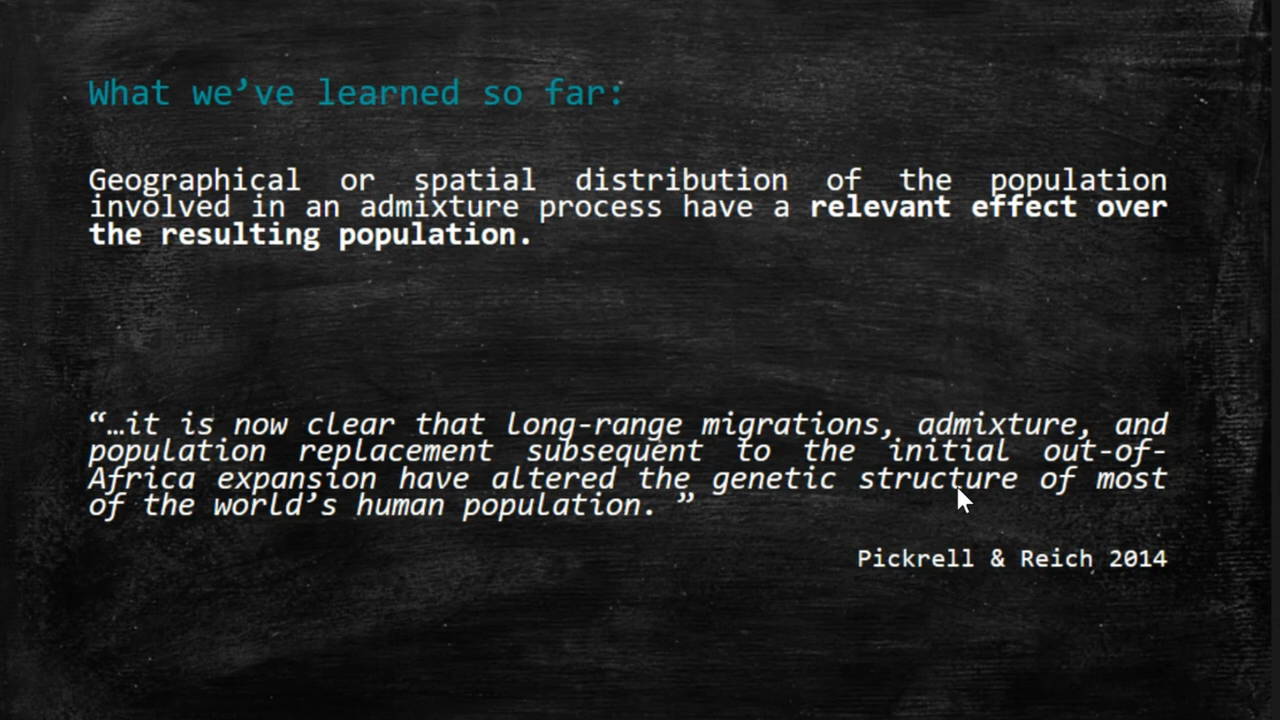 What we’ve learned so far:
Geographical or spatial distribution of the population
involved in an admixture process have a relevant effect over
the resulting population.
“…it is now clear that long-range migrations, admixture, and
population replacement subsequent to the initial out-of-
Africa expansion have altered the genetic structure of most
of the world’s human population. ”
Pickrell & Reich 2014